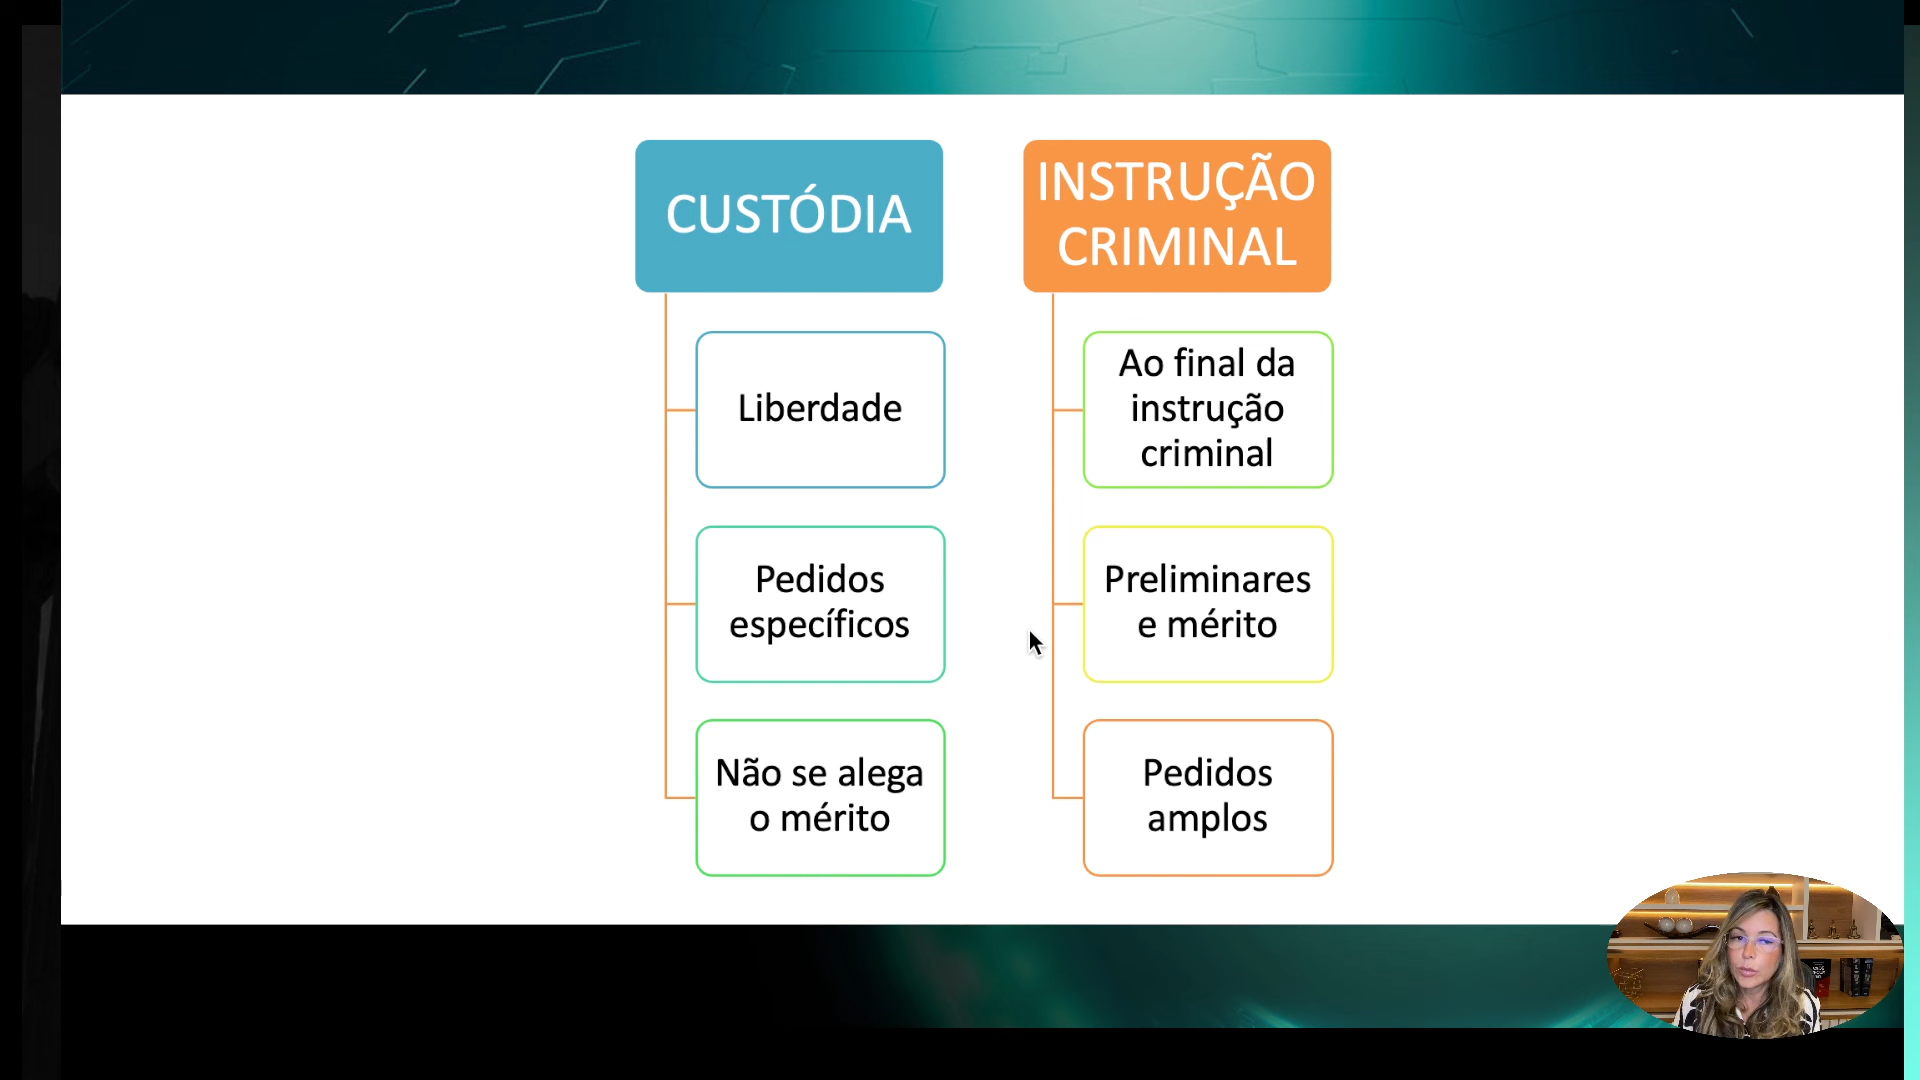 CUSTÓDIA
Liberdade
Pedidos
específicos
Não se alega
o mérito
INSTRUÇÃO
CRIMINAL
Ao final da
instrução
criminal
Preliminares
e mérito
Pedidos
amplos